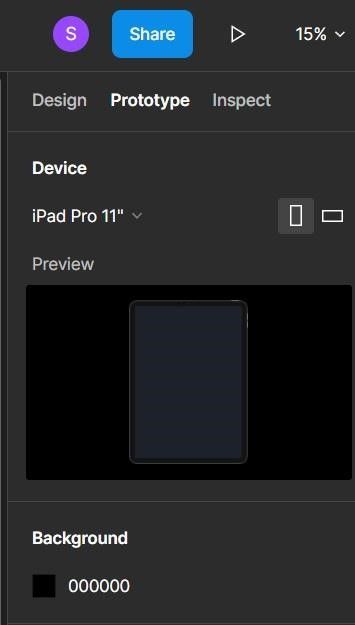 S Share 15%
Design Prototype Inspect
Device
iPad Pro 11"
Preview
Background
000000